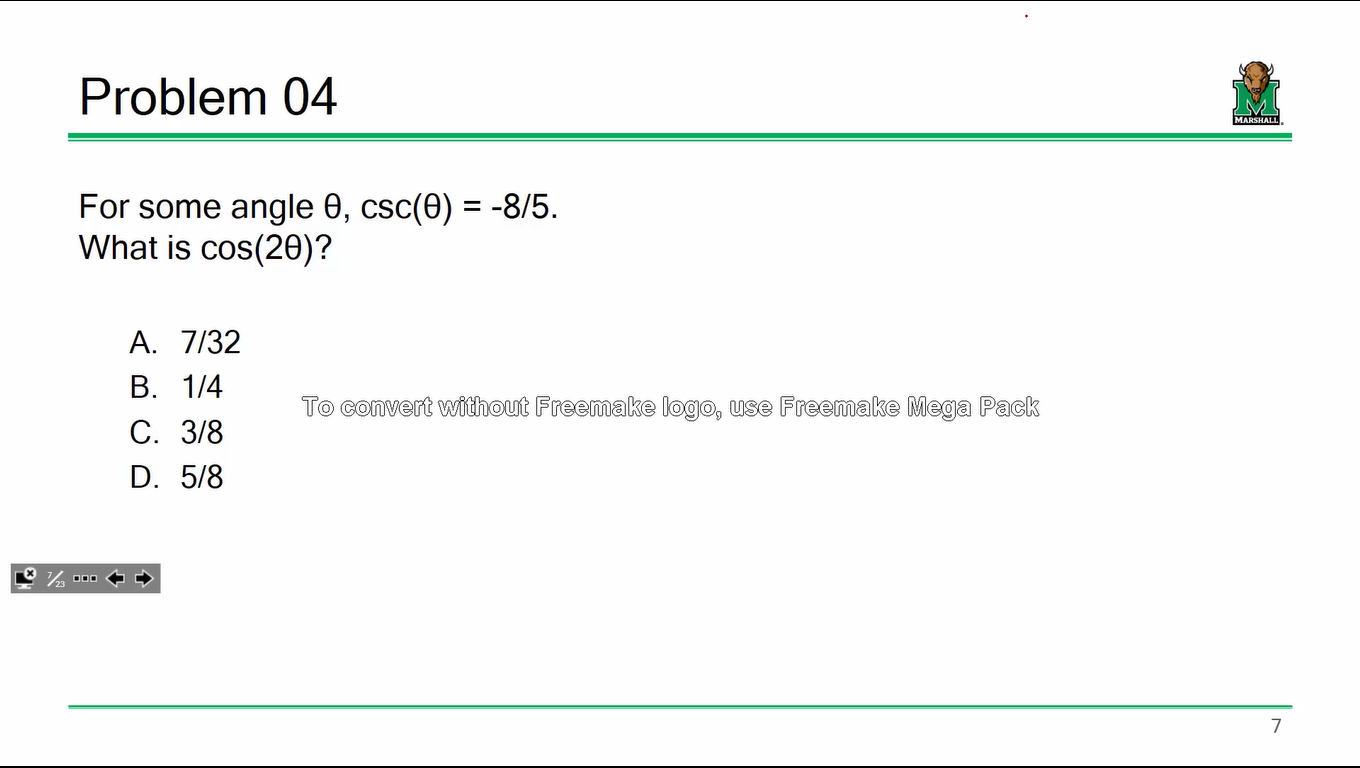 Problem 04
MARSHALL
For some angle θ, csc(θ) = -8/5.
What is cos(2θ)?
A. 7/32
B. 1/4
To convert without Freemake logo, use Freemake Mega Pack
C. 3/8
D. 5/8
7/23
7